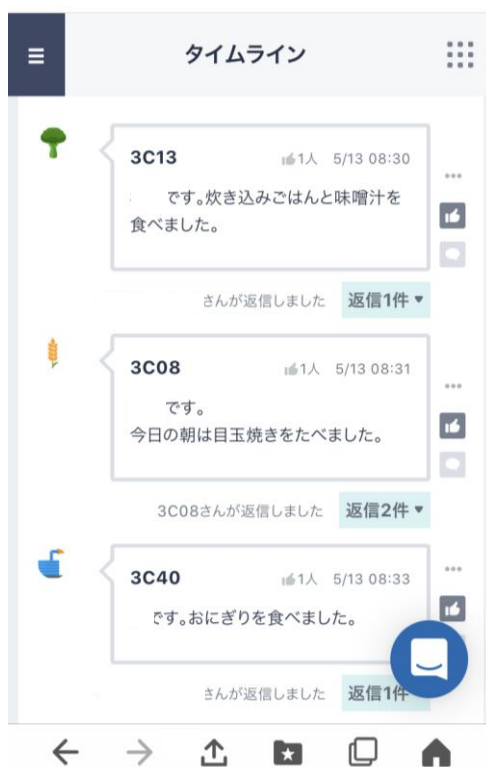 タイムライン
3C13 1人 5/13 08:30
です。炊き込みごはんと味噌汁を
食べました。
さんが返信しました 返信1件▼
3C08 1人 5/13 08:31
です。
今日の朝は目玉焼きをたべました。
3C08さんが返信しました 返信2件▼
3C40 1人 5/13 08:33
です。おにぎりを食べました。
さんが返信しました 返信1件